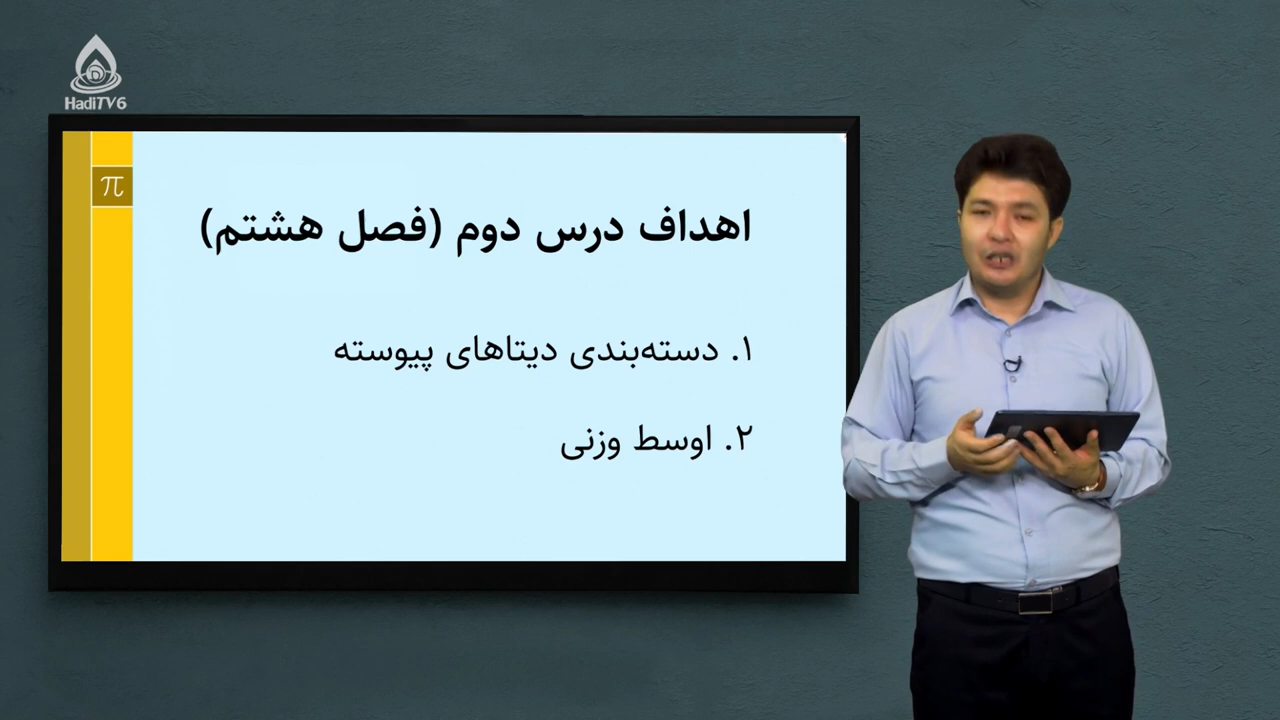 HadiTV6
π
اهداف درس دوم (فصل هشتم)
۱. دسته‌بندی دیتاهای پیوسته
۲. اوسط وزنی